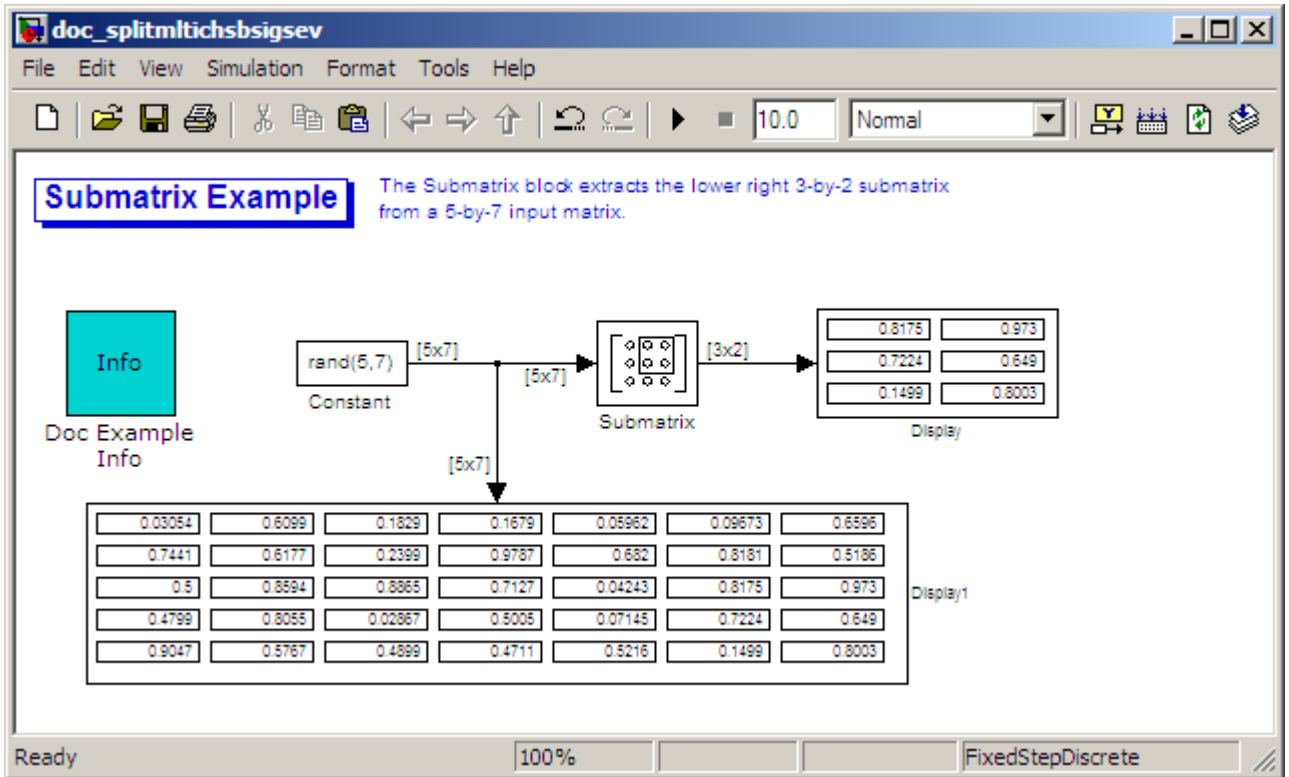 doc_splitmltichsbsigsev
File Edit View Simulation Format Tools Help
10.0 Normal
Submatrix Example
The Submatrix block extracts the lower right 3-by-2 submatrix
from a 5-by-7 input matrix.
Info
Doc Example
Info
rand(5,7)
Constant
[5x7]
[5x7]
[5x7]
Submatrix
[3x2]
0.8175 0.973
0.7224 0.649
0.1499 0.8003
Display
0.03054 0.6099 0.1829 0.1679 0.05962 0.09673 0.6596
0.7441 0.6177 0.2399 0.9787 0.682 0.8181 0.5186
0.5 0.8594 0.8865 0.7127 0.04243 0.8175 0.973
0.4799 0.8055 0.02867 0.5005 0.07145 0.7224 0.649
0.9047 0.5767 0.4899 0.4711 0.5216 0.1499 0.8003
Display1
Ready 100% FixedStepDiscrete